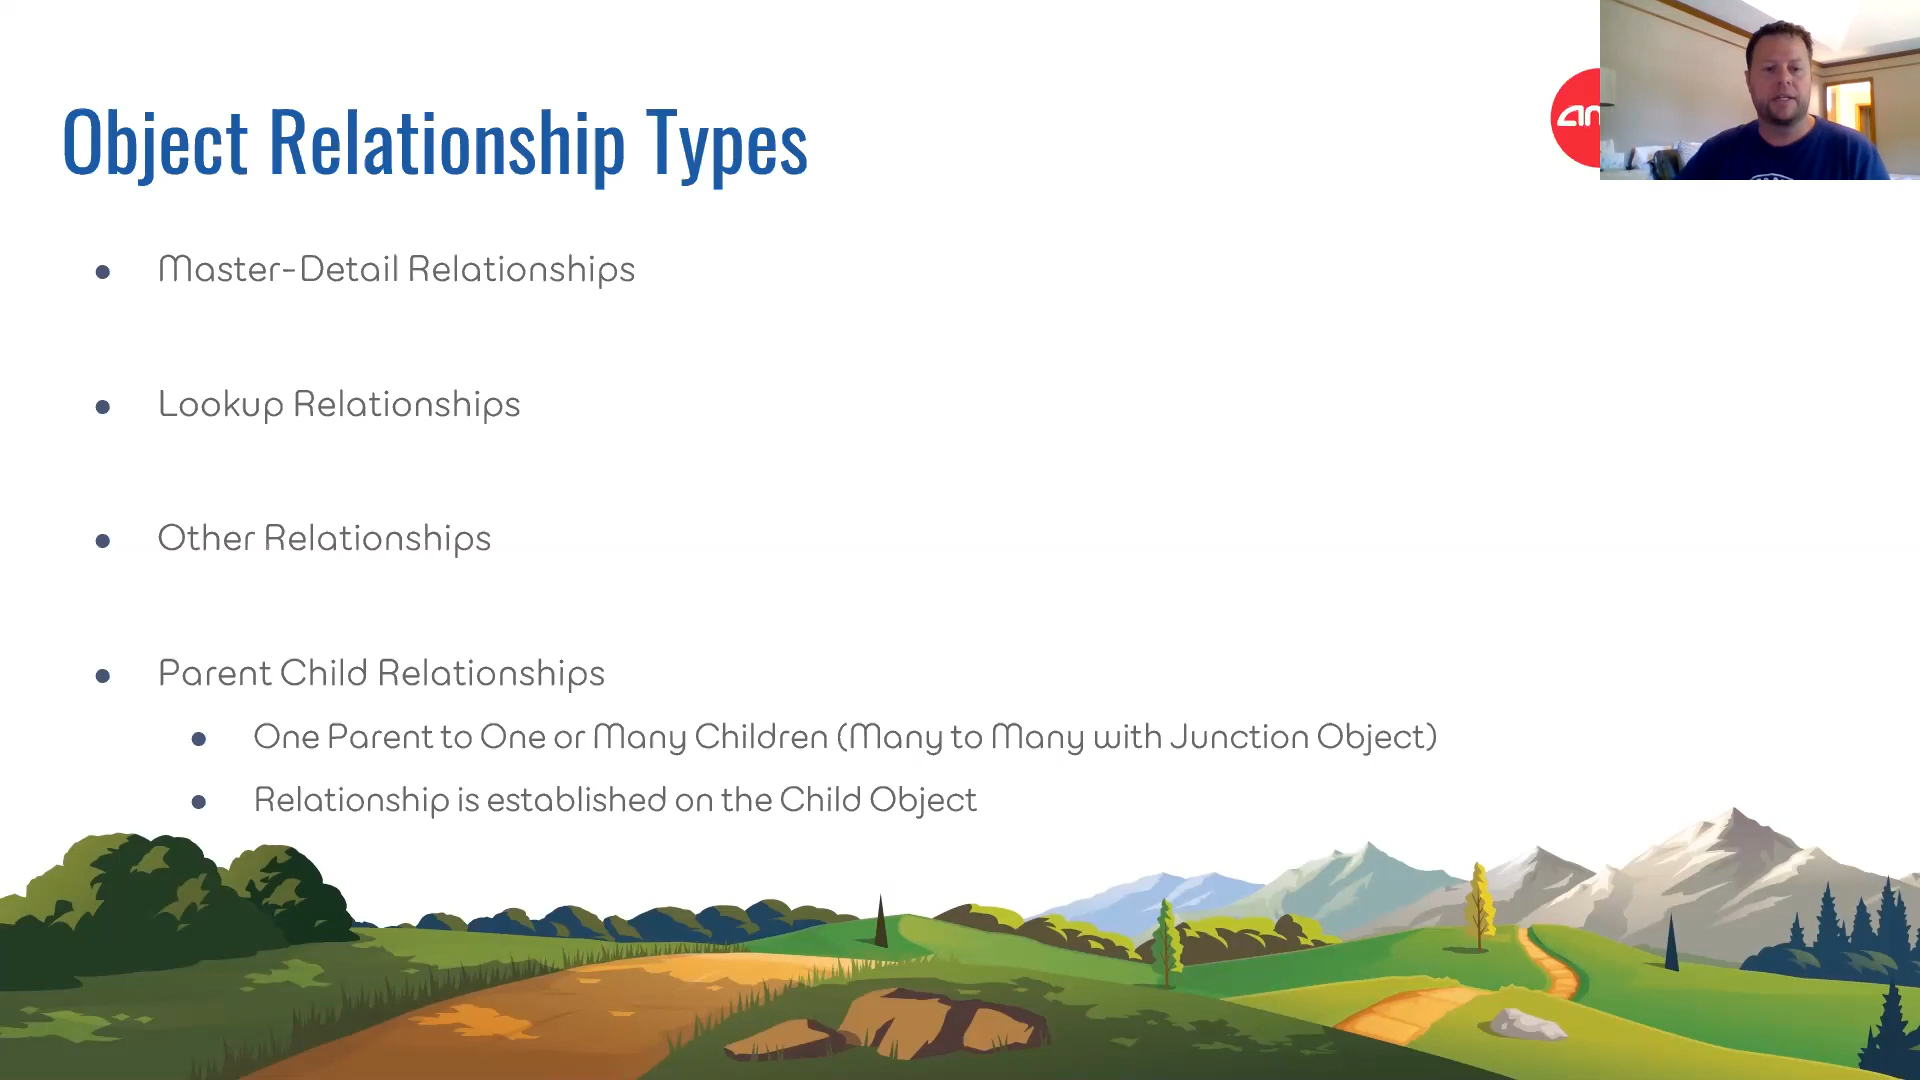 Object Relationship Types
Master-Detail Relationships
Lookup Relationships
Other Relationships
Parent Child Relationships
One Parent to One or Many Children (Many to Many with Junction Object)
Relationship is established on the Child Object